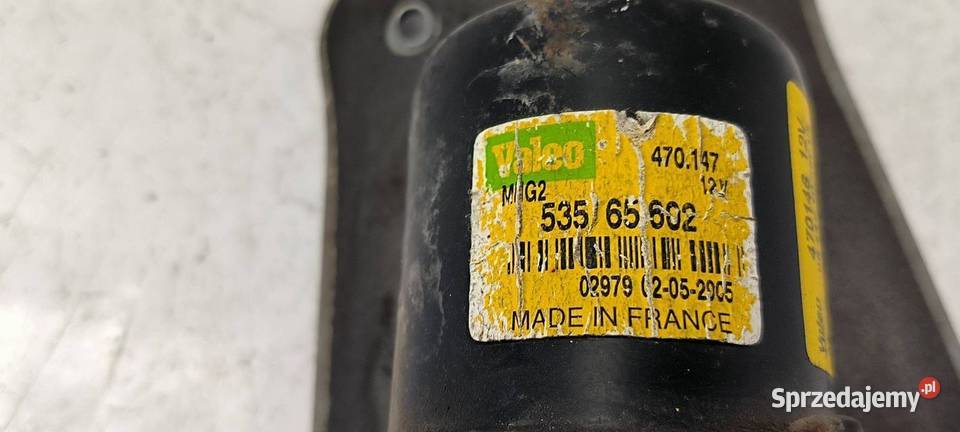 Valeo
470.147
12V
535 65 602
02979 02-05-2005
MADE IN FRANCE
470148 12V
Valeo
Sprzedajemy.pl